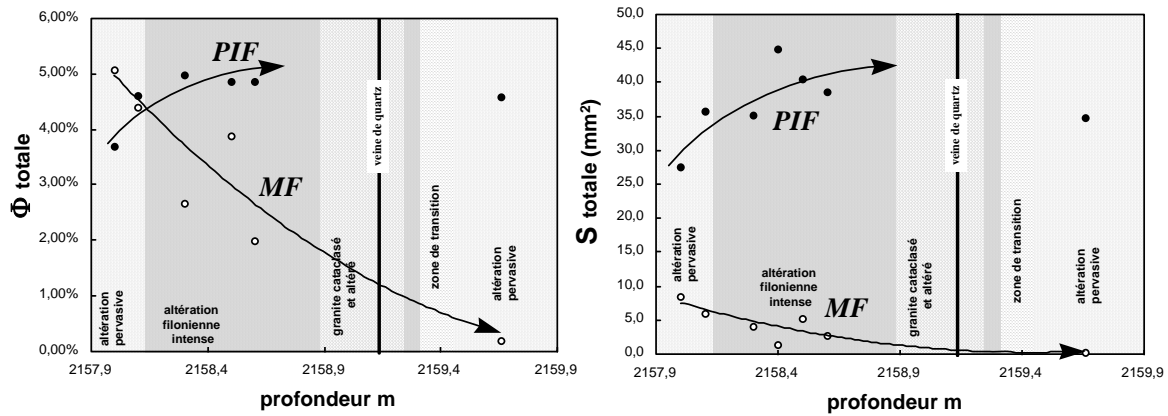 6,00%
5,00%
4,00%
3,00%
2,00%
1,00%
0,00%
Φ totale
PIF
MF
altération
pervasive
altération
filonienne
intense
granite cataclasé
et altéré
veine de quartz
zone de transition
altération
pervasive
2157,9
2158,4
2158,9
2159,4
2159,9
profondeur m
50,0
45,0
40,0
35,0
30,0
25,0
20,0
15,0
10,0
5,0
0,0
S totale (mm²)
PIF
MF
altération
pervasive
altération
filonienne
intense
granite cataclasé
et altéré
veine de quartz
zone de transition
altération
pervasive
2157,9
2158,4
2158,9
2159,4
2159,9
profondeur m